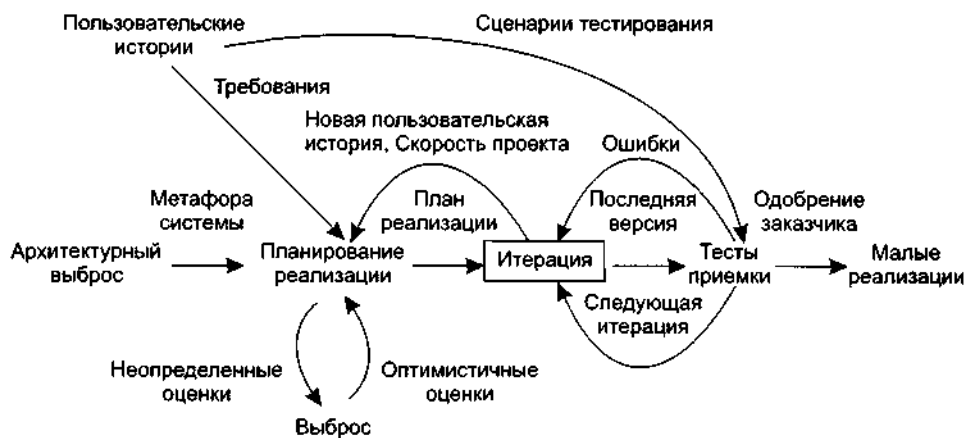 Пользовательские
истории
Сценарии тестирования
Требования
Новая пользовательская
история, Скорость проекта
Ошибки
Метафора
системы
План
реализации
Последняя
версия
Одобрение
заказчика
Архитектурный
выброс
Планирование
реализации
Итерация
Тесты
приемки
Малые
реализации
Следующая
итерация
Неопределенные
оценки
Оптимистичные
оценки
Выброс